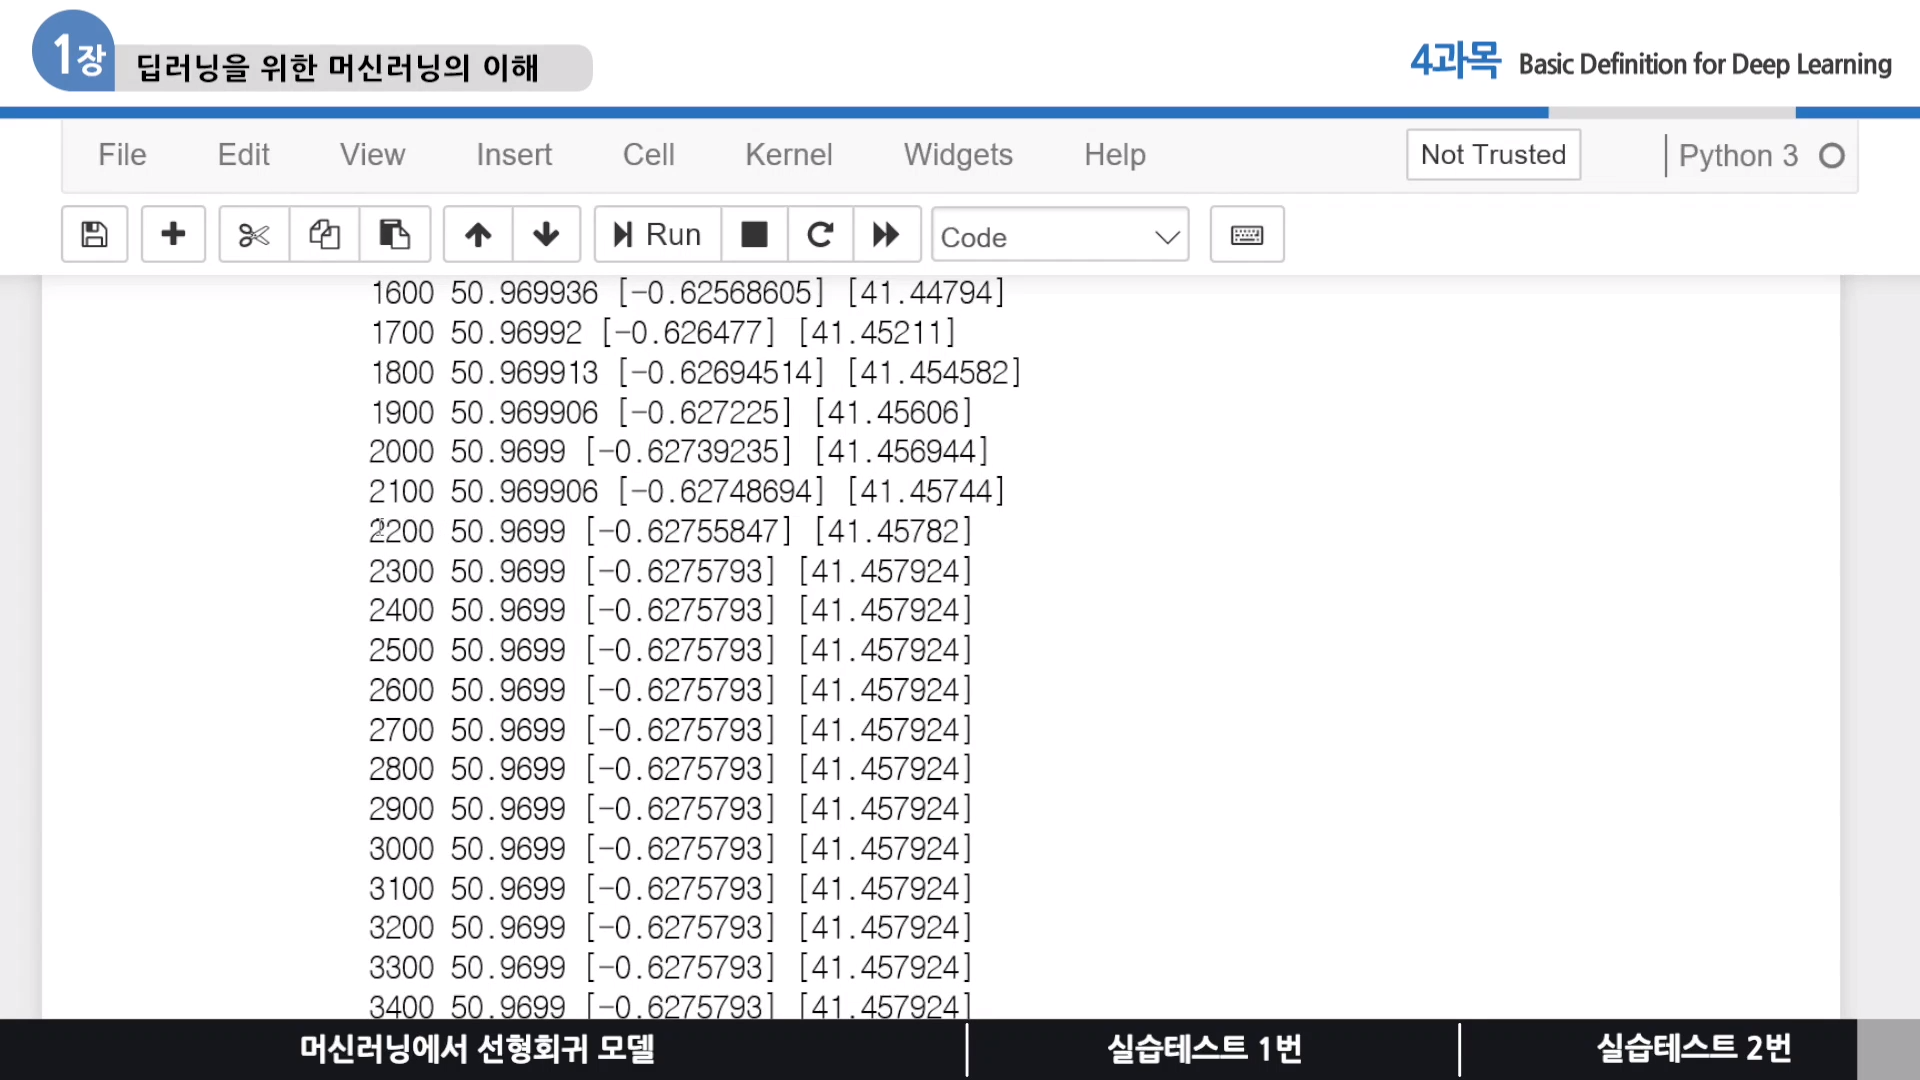 1장 딥러닝을 위한 머신러닝의 이해
4과목 Basic Definition for Deep Learning
File Edit View Insert Cell Kernel Widgets Help Not Trusted Python 3
Run Code
1600 50.969936 [-0.62568605] [41.44794]
1700 50.96992 [-0.626477] [41.45211]
1800 50.969913 [-0.62694514] [41.454582]
1900 50.969906 [-0.627225] [41.45606]
2000 50.9699 [-0.62739235] [41.456944]
2100 50.969906 [-0.62748694] [41.45744]
2200 50.9699 [-0.62755847] [41.45782]
2300 50.9699 [-0.6275793] [41.457924]
2400 50.9699 [-0.6275793] [41.457924]
2500 50.9699 [-0.6275793] [41.457924]
2600 50.9699 [-0.6275793] [41.457924]
2700 50.9699 [-0.6275793] [41.457924]
2800 50.9699 [-0.6275793] [41.457924]
2900 50.9699 [-0.6275793] [41.457924]
3000 50.9699 [-0.6275793] [41.457924]
3100 50.9699 [-0.6275793] [41.457924]
3200 50.9699 [-0.6275793] [41.457924]
3300 50.9699 [-0.6275793] [41.457924]
3400 50.9699 [-0.6275793] [41.457924]
머신러닝에서 선형회귀 모델 실습테스트 1번 실습테스트 2번